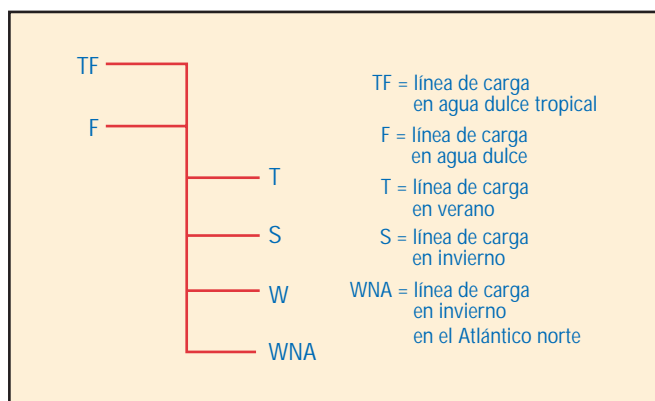 TF
F
T
S
W
WNA
TF = línea de carga
en agua dulce tropical
F = línea de carga
en agua dulce
T = línea de carga
en verano
S = línea de carga
en invierno
WNA = línea de carga
en invierno
en el Atlántico norte